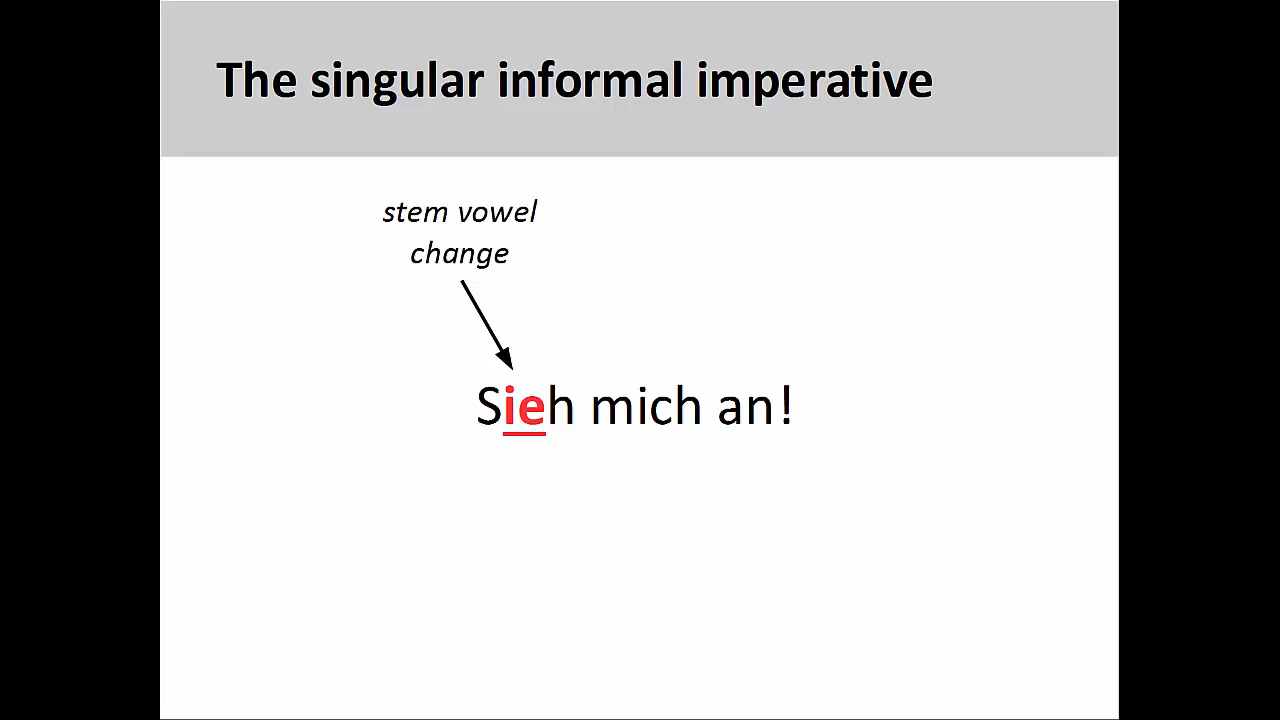 The singular informal imperative
stem vowel
change
Sieh mich an!